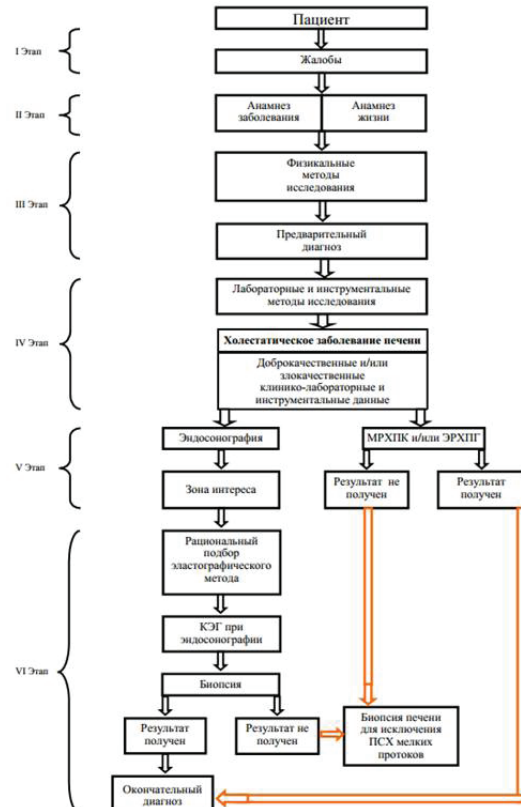 Пациент
I Этап
Жалобы
II Этап
Анамнез
заболевания
Анамнез
жизни
III Этап
Физикальные
методы
исследования
Предварительный
диагноз
IV Этап
Лабораторные и инструментальные
методы исследования
Холестатическое заболевание печени
Доброкачественные и/или
злокачественные
клинико-лабораторные и
инструментальные данные
V Этап
Эндосонография
МРХПК и/или ЭРХПГ
Зона интереса
Результат не
получен
Результат
получен
VI Этап
Рациональный
подбор
эластографического
метода
КЭГ при
эндосонографии
Биопсия
Результат
получен
Результат не
получен
Биопсия печени
для исключения
ПСХ мелких
протоков
Окончательный
диагноз